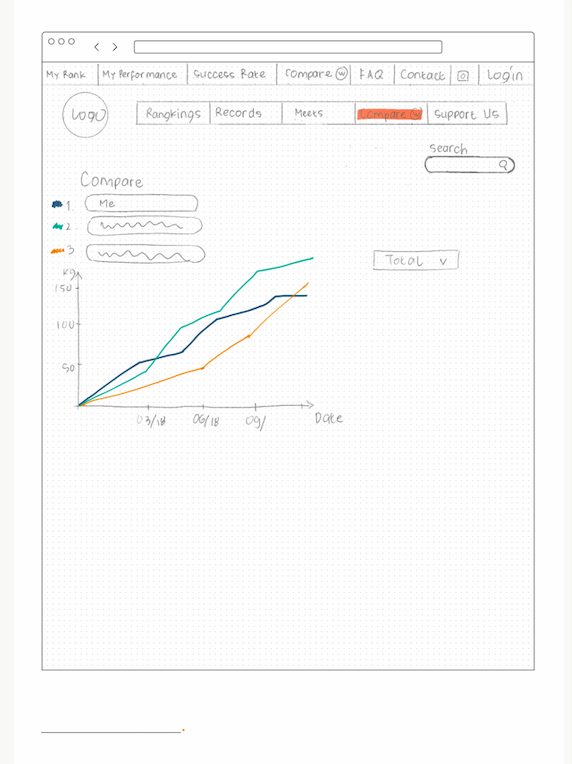 My Rank My Performance Success Rate Compare W FAQ Contact Login
Logo Rangkings Records Meets Compare W Support Us
search
Compare
1. Me
2.
3
Total v
kg
150
100
50
03/18 06/18 09/ Date